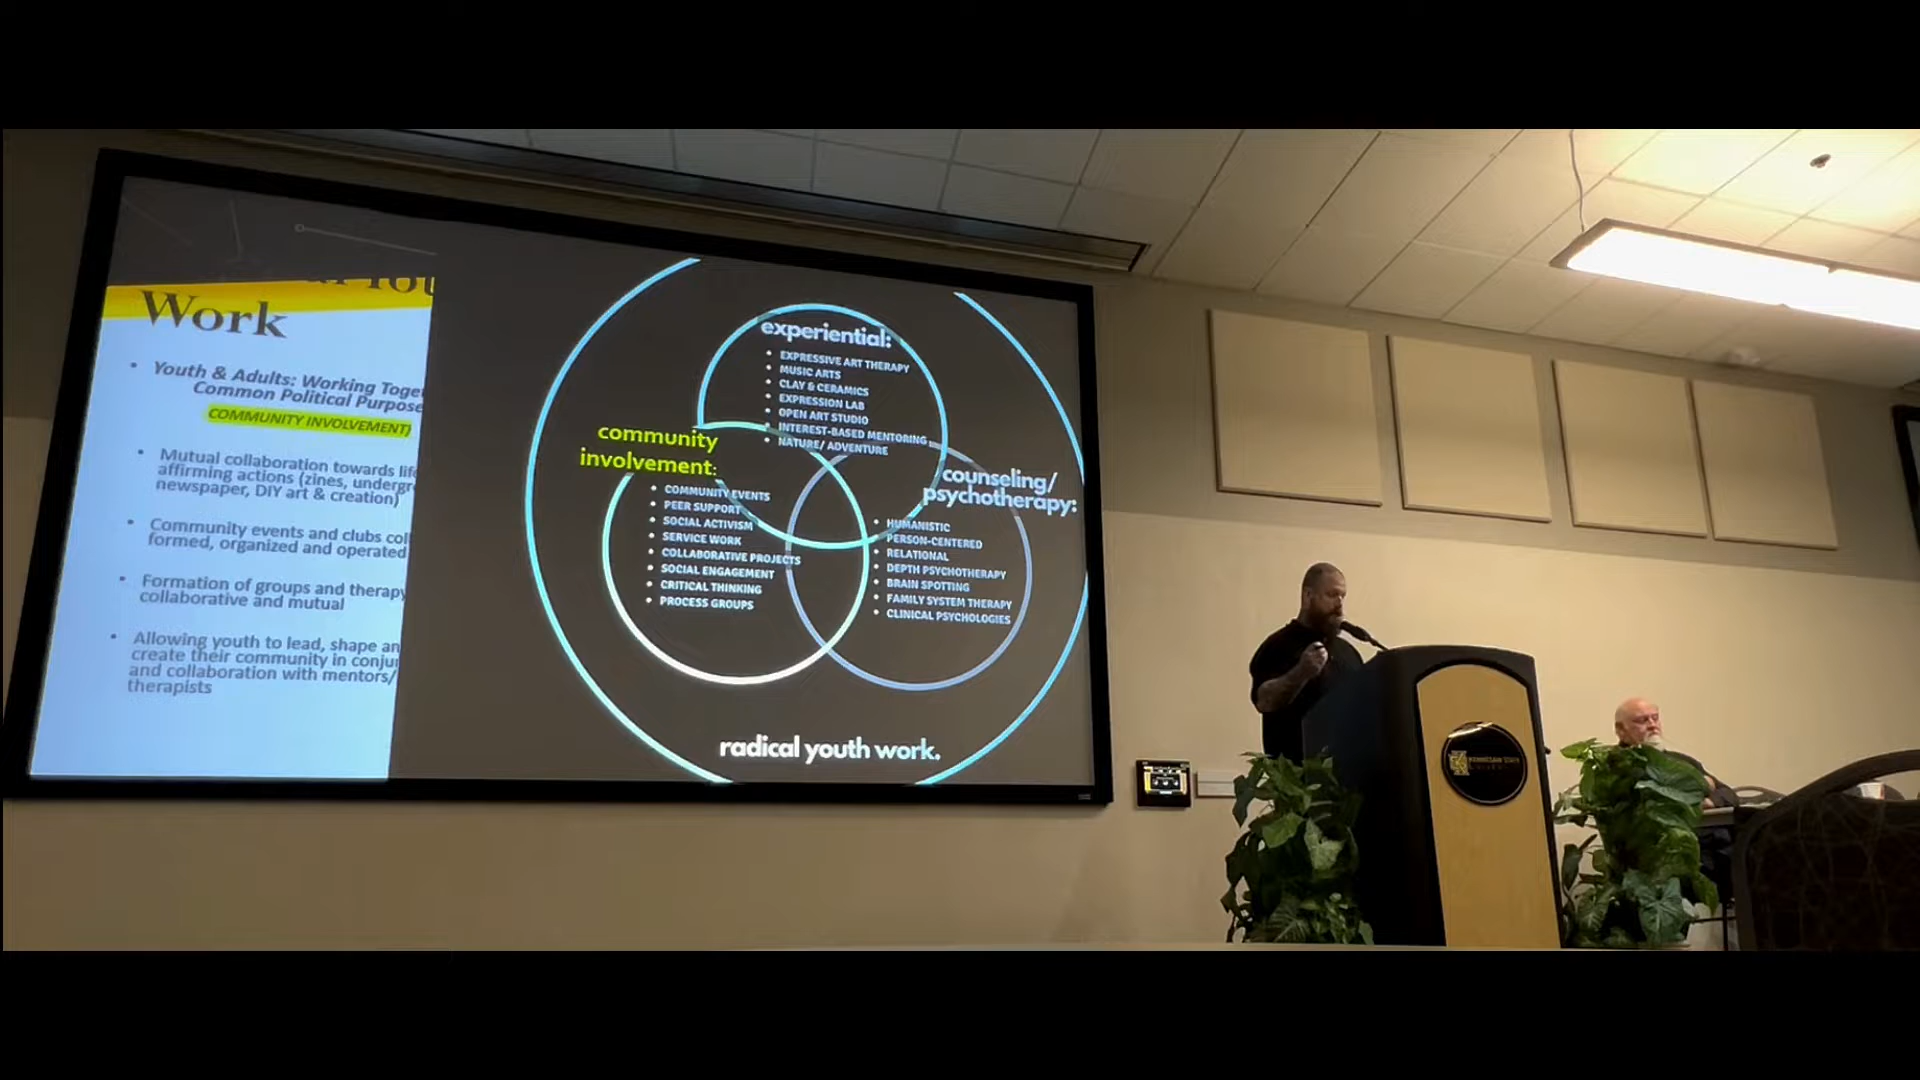 Work
• Youth & Adults: Working Toge
Common Political Purpose
COMMUNITY INVOLVEMENT)
• Mutual collaboration towards life
affirming actions (zines, undergr
newspaper, DIY art & creation)
• Community events and clubs col
formed, organized and operated
• Formation of groups and therapy
collaborative and mutual
• Allowing youth to lead, shape an
create their community in conju
and collaboration with mentors/
therapists
experiential:
• EXPRESSIVE ART THERAPY
• MUSIC ARTS
• CLAY & CERAMICS
• EXPRESSION LAB
• OPEN ART STUDIO
• INTEREST-BASED MENTORING
• NATURE/ ADVENTURE
community
involvement:
• COMMUNITY EVENTS
• PEER SUPPORT
• SOCIAL ACTIVISM
• SERVICE WORK
• COLLABORATIVE PROJECTS
• SOCIAL ENGAGEMENT
• CRITICAL THINKING
• PROCESS GROUPS
counseling/
psychotherapy:
• HUMANISTIC
• PERSON-CENTERED
• RELATIONAL
• DEPTH PSYCHOTHERAPY
• BRAIN SPOTTING
• FAMILY SYSTEM THERAPY
• CLINICAL PSYCHOLOGIES
radical youth work.
KENNESAW STATE
UNIVERSITY